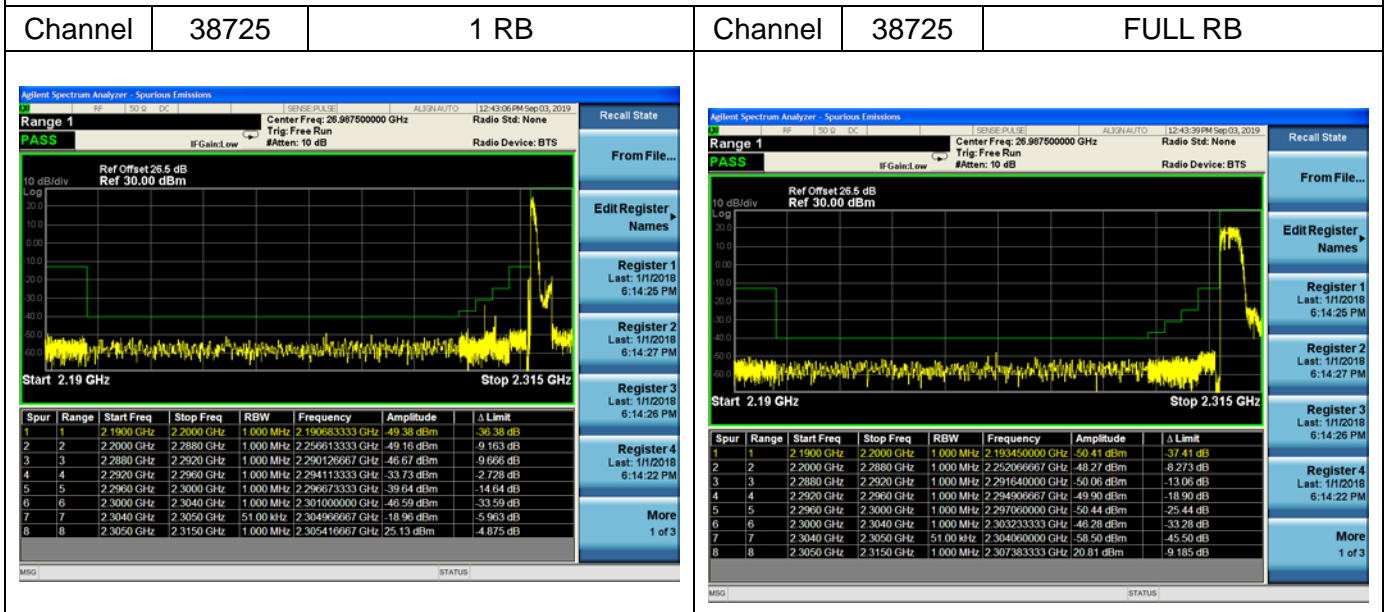 Channel 38725 1 RB Channel 38725 FULL RB
Agilent Spectrum Analyzer - Spurious Emissions
RF 50 Ω DC SENSE:PULSE ALIGN AUTO 12:43:06 PM Sep 03, 2019
Range 1 Center Freq: 26.987500000 GHz Radio Std: None
Trig: Free Run
PASS IFGain:Low #Atten: 10 dB Radio Device: BTS
Ref Offset 26.5 dB
10 dB/div Ref 30.00 dBm
Log
20.0
10.0
0.00
-10.0
-20.0
-30.0
-40.0
-50.0
-60.0
Start 2.19 GHz Stop 2.315 GHz
Spur Range Start Freq Stop Freq RBW Frequency Amplitude Δ Limit
1 1 2.1900 GHz 2.2000 GHz 1.000 MHz 2.190683333 GHz -49.38 dBm -36.38 dB
2 2 2.2000 GHz 2.2880 GHz 1.000 MHz 2.256613333 GHz -49.16 dBm -9.163 dB
3 3 2.2880 GHz 2.2920 GHz 1.000 MHz 2.290126667 GHz -46.67 dBm -9.666 dB
4 4 2.2920 GHz 2.2960 GHz 1.000 MHz 2.294113333 GHz -33.73 dBm -2.728 dB
5 5 2.2960 GHz 2.3000 GHz 1.000 MHz 2.296673333 GHz -39.64 dBm -14.64 dB
6 6 2.3000 GHz 2.3040 GHz 1.000 MHz 2.301000000 GHz -46.59 dBm -33.59 dB
7 7 2.3040 GHz 2.3050 GHz 51.00 kHz 2.304966667 GHz -18.96 dBm -5.963 dB
8 8 2.3050 GHz 2.3150 GHz 1.000 MHz 2.305416667 GHz 25.13 dBm -4.875 dB
MSG STATUS
Recall State
From File...
Edit Register
Names
Register 1
Last: 1/1/2018
6:14:25 PM
Register 2
Last: 1/1/2018
6:14:27 PM
Register 3
Last: 1/1/2018
6:14:26 PM
Register 4
Last: 1/1/2018
6:14:22 PM
More
1 of 3
Agilent Spectrum Analyzer - Spurious Emissions
RF 50 Ω DC SENSE:PULSE ALIGN AUTO 12:43:39 PM Sep 03, 2019
Range 1 Center Freq: 26.987500000 GHz Radio Std: None
Trig: Free Run
PASS IFGain:Low #Atten: 10 dB Radio Device: BTS
Ref Offset 26.5 dB
10 dB/div Ref 30.00 dBm
Log
20.0
10.0
0.00
-10.0
-20.0
-30.0
-40.0
-50.0
-60.0
Start 2.19 GHz Stop 2.315 GHz
Spur Range Start Freq Stop Freq RBW Frequency Amplitude Δ Limit
1 1 2.1900 GHz 2.2000 GHz 1.000 MHz 2.193450000 GHz -50.41 dBm -37.41 dB
2 2 2.2000 GHz 2.2880 GHz 1.000 MHz 2.252066667 GHz -48.27 dBm -8.273 dB
3 3 2.2880 GHz 2.2920 GHz 1.000 MHz 2.291640000 GHz -50.06 dBm -13.06 dB
4 4 2.2920 GHz 2.2960 GHz 1.000 MHz 2.294906667 GHz -49.90 dBm -18.90 dB
5 5 2.2960 GHz 2.3000 GHz 1.000 MHz 2.297060000 GHz -50.44 dBm -25.44 dB
6 6 2.3000 GHz 2.3040 GHz 1.000 MHz 2.303233333 GHz -46.28 dBm -33.28 dB
7 7 2.3040 GHz 2.3050 GHz 51.00 kHz 2.304060000 GHz -58.50 dBm -45.50 dB
8 8 2.3050 GHz 2.3150 GHz 1.000 MHz 2.307383333 GHz 20.81 dBm -9.185 dB
MSG STATUS
Recall State
From File...
Edit Register
Names
Register 1
Last: 1/1/2018
6:14:25 PM
Register 2
Last: 1/1/2018
6:14:27 PM
Register 3
Last: 1/1/2018
6:14:26 PM
Register 4
Last: 1/1/2018
6:14:22 PM
More
1 of 3